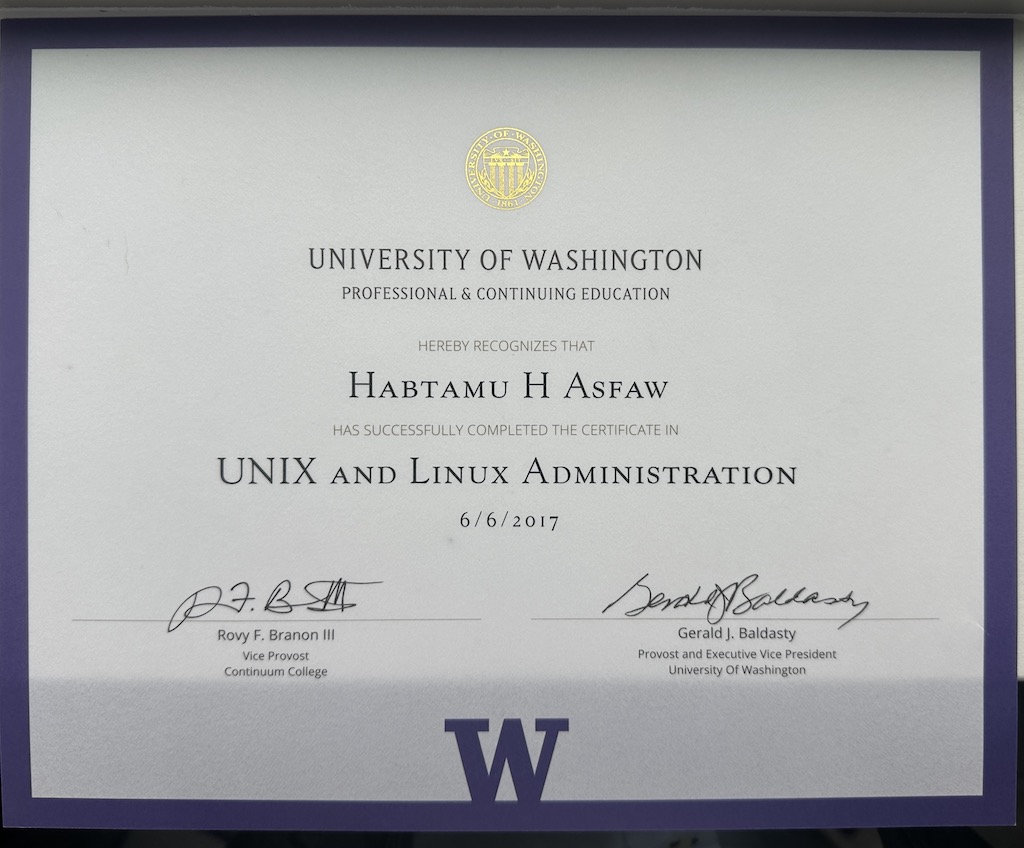 UNIVERSITY OF WASHINGTON
1861
UNIVERSITY OF WASHINGTON
PROFESSIONAL & CONTINUING EDUCATION
HEREBY RECOGNIZES THAT
HABTAMU H ASFAW
HAS SUCCESSFULLY COMPLETED THE CERTIFICATE IN
UNIX AND LINUX ADMINISTRATION
6/6/2017
R F. B III
Gerald J Baldasty
Rovy F. Branon III
Gerald J. Baldasty
Vice Provost
Provost and Executive Vice President
Continuum College
University Of Washington
W